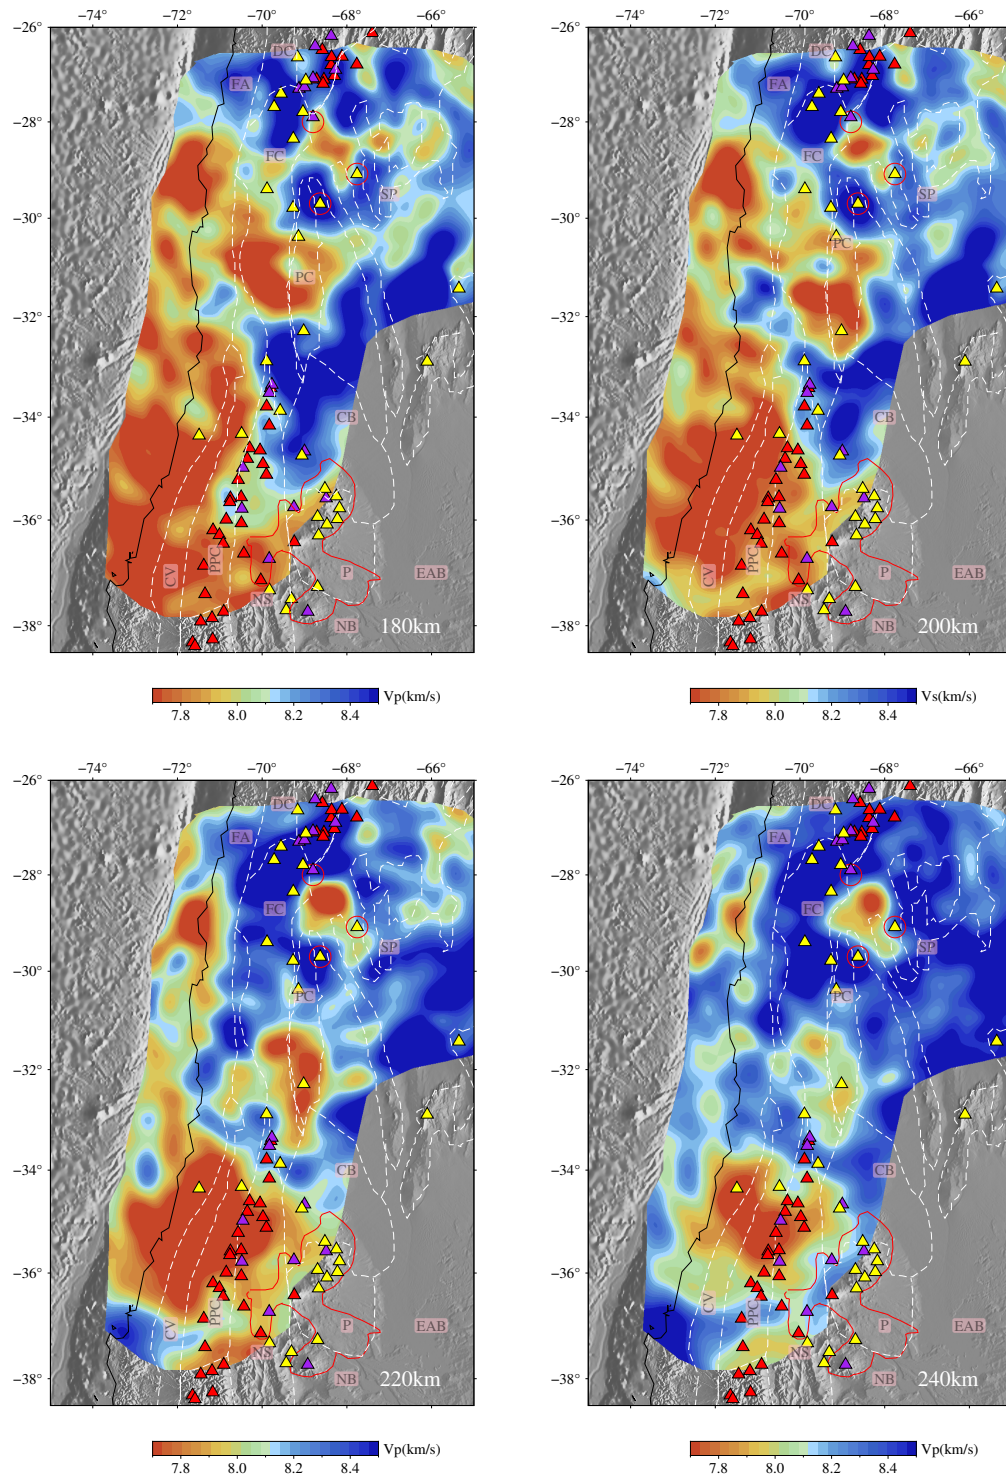 −74° −72° −70° −68° −66°
−26°
−28°
−30°
−32°
−34°
−36°
−38°
DC
FA
FC
SP
PC
CB
CV
PPC
NS
P
EAB
NB
180km
7.8 8.0 8.2 8.4
Vp(km/s)
−74° −72° −70° −68° −66°
−26°
−28°
−30°
−32°
−34°
−36°
−38°
DC
FA
FC
SP
PC
CB
CV
PPC
NS
P
EAB
NB
200km
7.8 8.0 8.2 8.4
Vs(km/s)
−74° −72° −70° −68° −66°
−26°
−28°
−30°
−32°
−34°
−36°
−38°
DC
FA
FC
SP
PC
CB
CV
PPC
NS
P
EAB
NB
220km
7.8 8.0 8.2 8.4
Vp(km/s)
−74° −72° −70° −68° −66°
−26°
−28°
−30°
−32°
−34°
−36°
−38°
DC
FA
FC
SP
PC
CB
CV
PPC
NS
P
EAB
NB
240km
7.8 8.0 8.2 8.4
Vp(km/s)